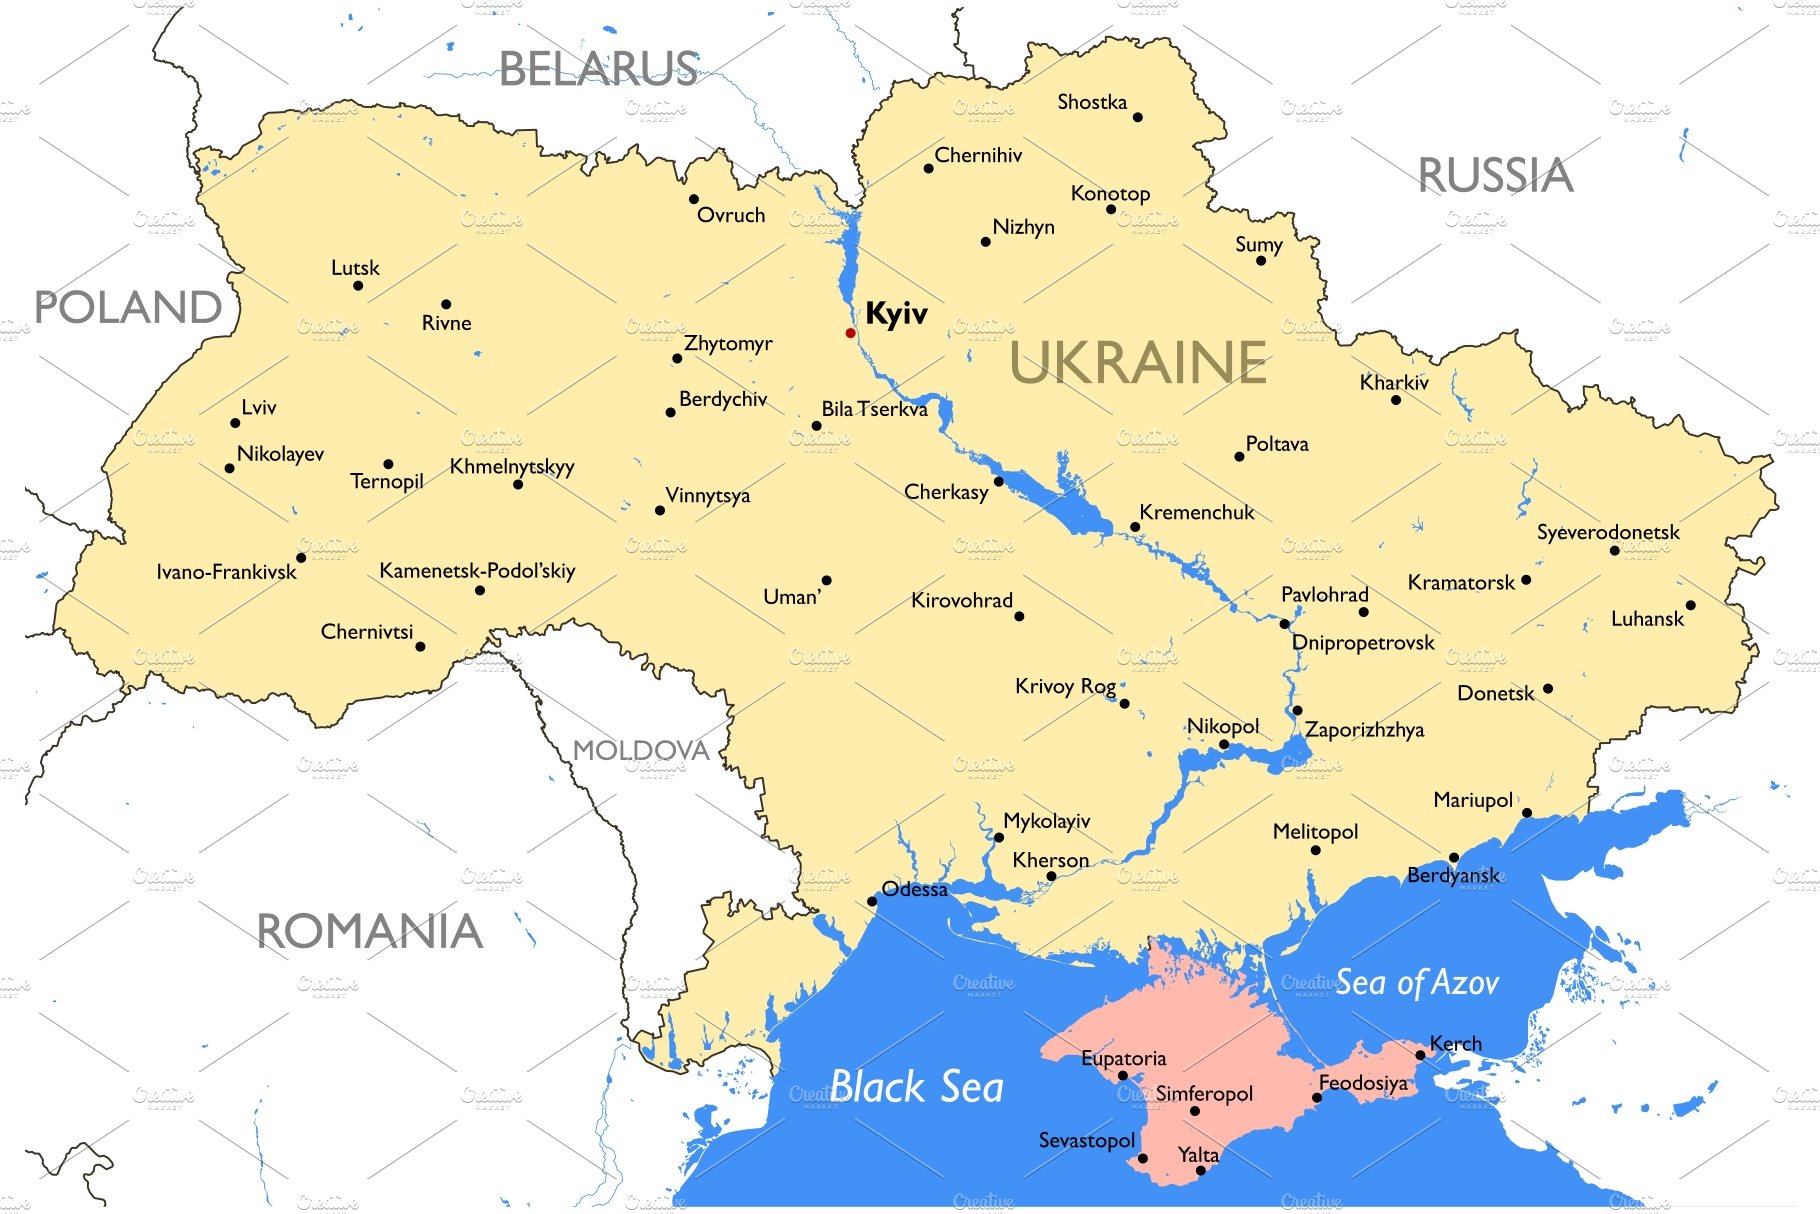 BELARUS
Shostka
Chernihiv
RUSSIA
Konotop
Ovruch
Nizhyn
Sumy
Lutsk
POLAND
Rivne
Kyiv
Zhytomyr
UKRAINE
Kharkiv
Berdychiv
Lviv
Bila Tserkva
Poltava
Nikolayev
Khmelnytskyy
Ternopil
Cherkasy
Vinnytsya
Kremenchuk
Syeverodonetsk
Ivano-Frankivsk
Kamenetsk-Podol'skiy
Kramatorsk
Uman'
Kirovohrad
Pavlohrad
Luhansk
Chernivtsi
Dnipropetrovsk
Krivoy Rog
Donetsk
Nikopol
Zaporizhzhya
MOLDOVA
Mariupol
Mykolayiv
Melitopol
Kherson
Berdyansk
Odessa
ROMANIA
Sea of Azov
Kerch
Eupatoria
Black Sea
Feodosiya
Simferopol
Sevastopol
Yalta
Creative
MARKET